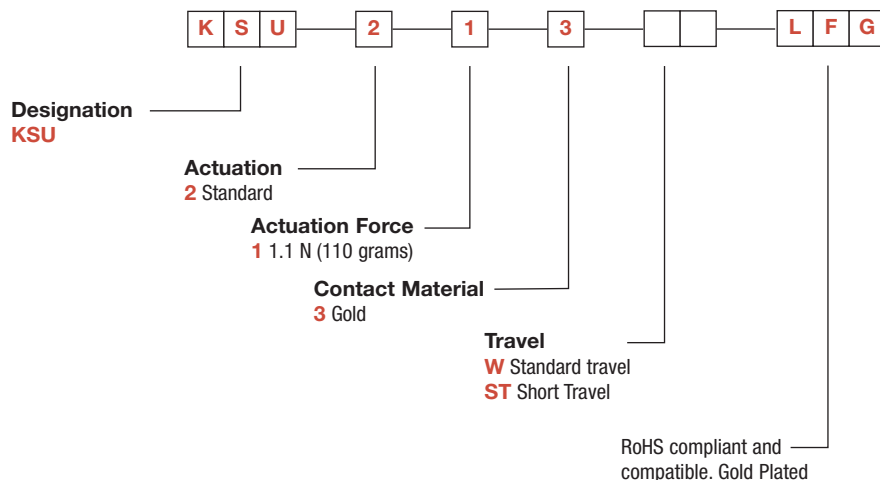 K S U 2 1 3 L F G
Designation
KSU
Actuation
2 Standard
Actuation Force
1 1.1 N (110 grams)
Contact Material
3 Gold
Travel
W Standard travel
ST Short Travel
RoHS compliant and
compatible. Gold Plated